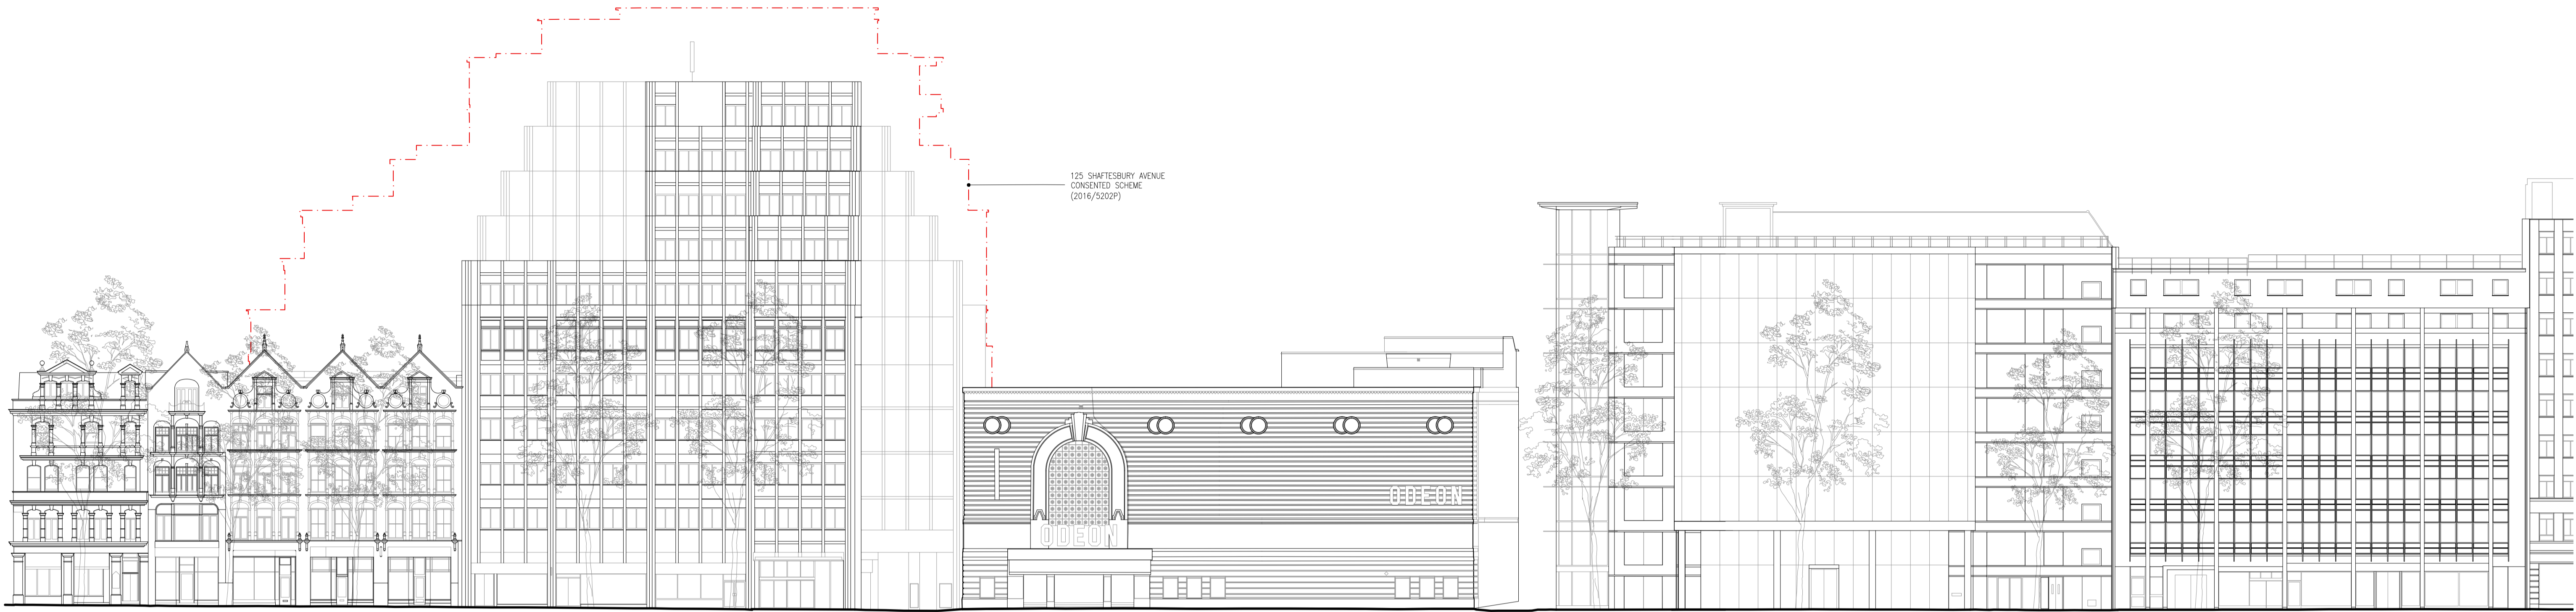 125 SHAFTESBURY AVENUE
CONSENTED SCHEME
(2016/5202P)
ODEON
ODEON